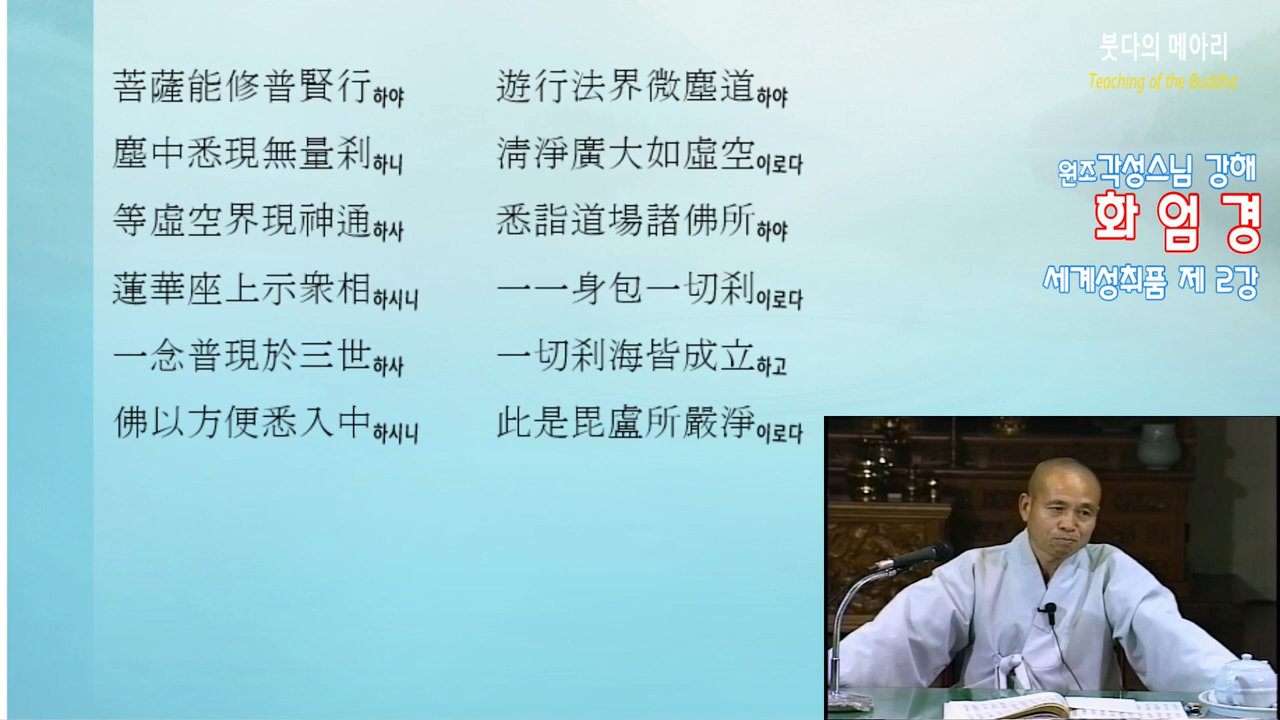 菩薩能修普賢行하야 遊行法界微塵道하야
塵中悉現無量刹하니 淸淨廣大如虛空이로다
等虛空界現神通하사 悉詣道場諸佛所하야
蓮華座上示衆相하시니 一一身包一切刹이로다
一念普現於三世하사 一切刹海皆成立하고
佛以方便悉入中하시니 此是毘盧所嚴淨이로다
붓다의 메아리
Teaching of the Buddha
원조각성스님 강해
화엄경
세계성취품 제 2강